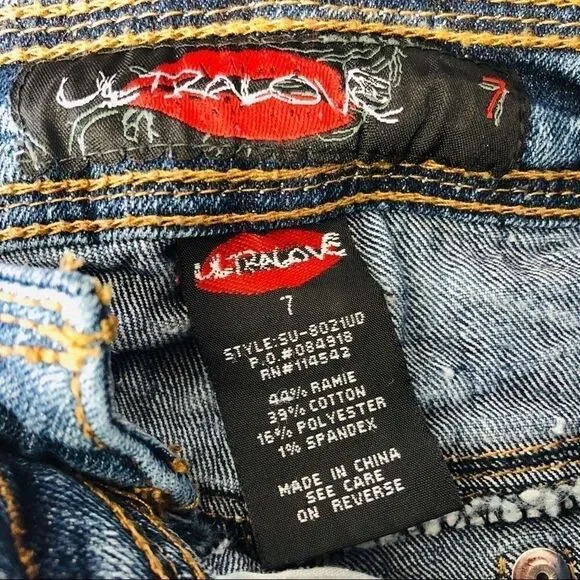 ULTRALOVE 7
ULTRALOVE
7
STYLE:SU-8021UD
P.O.#084918
RN#114542
44% RAMIE
39% COTTON
16% POLYESTER
1% SPANDEX
MADE IN CHINA
SEE CARE
ON REVERSE